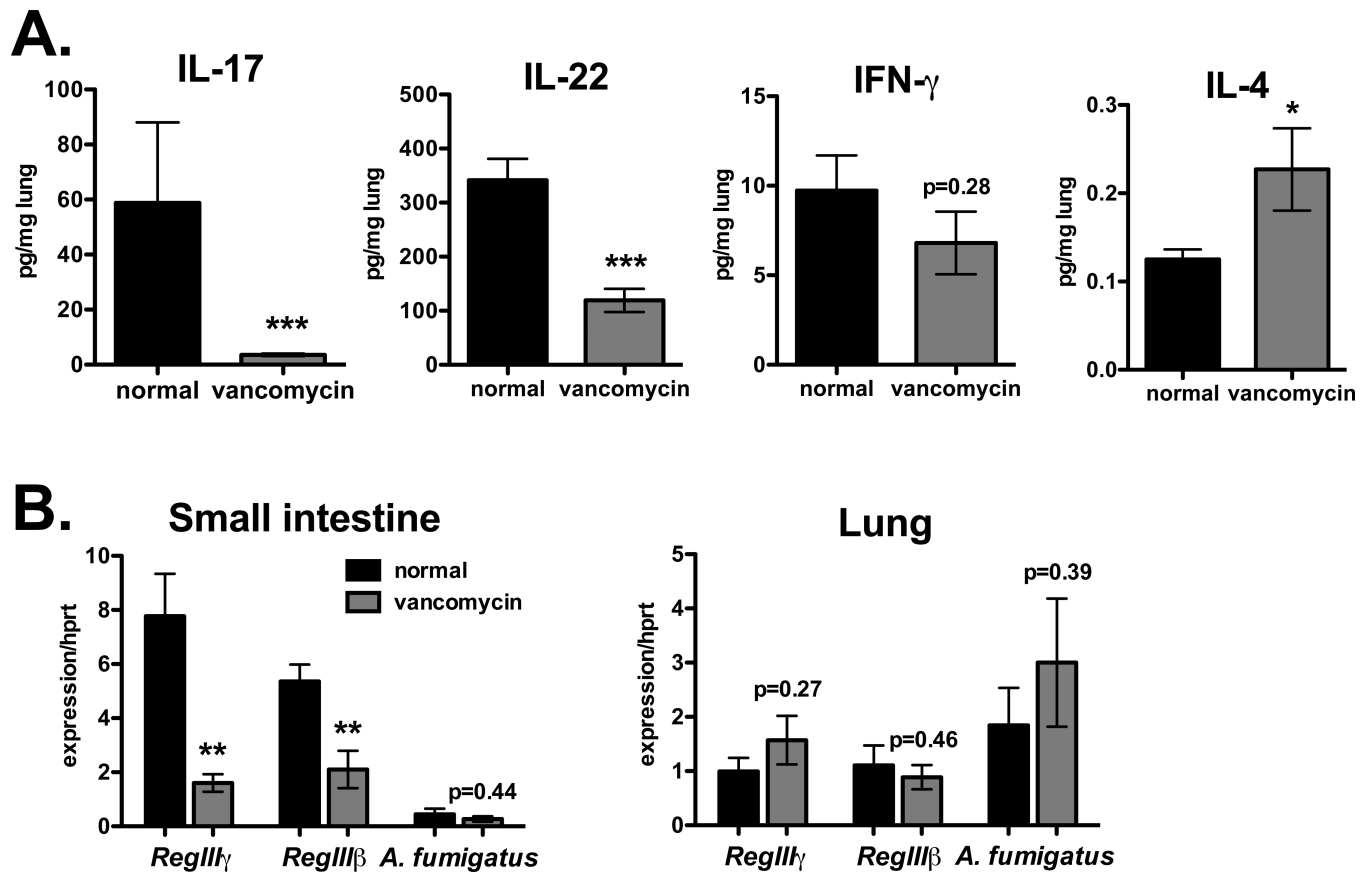 A.
IL-17
100
80
60
40
20
0
pg/mg lung
***
normal vancomycin
IL-22
500
400
300
200
100
0
pg/mg lung
***
normal vancomycin
IFN-γ
15
10
5
0
pg/mg lung
p=0.28
normal vancomycin
IL-4
0.3
0.2
0.1
0.0
pg/mg lung
*
normal vancomycin
B.
Small intestine
10
8
6
4
2
0
expression/hprt
normal
vancomycin
**
**
p=0.44
RegIIIγ RegIIIβ A. fumigatus
Lung
5
4
3
2
1
0
expression/hprt
p=0.27
p=0.46
p=0.39
RegIIIγ RegIIIβ A. fumigatus